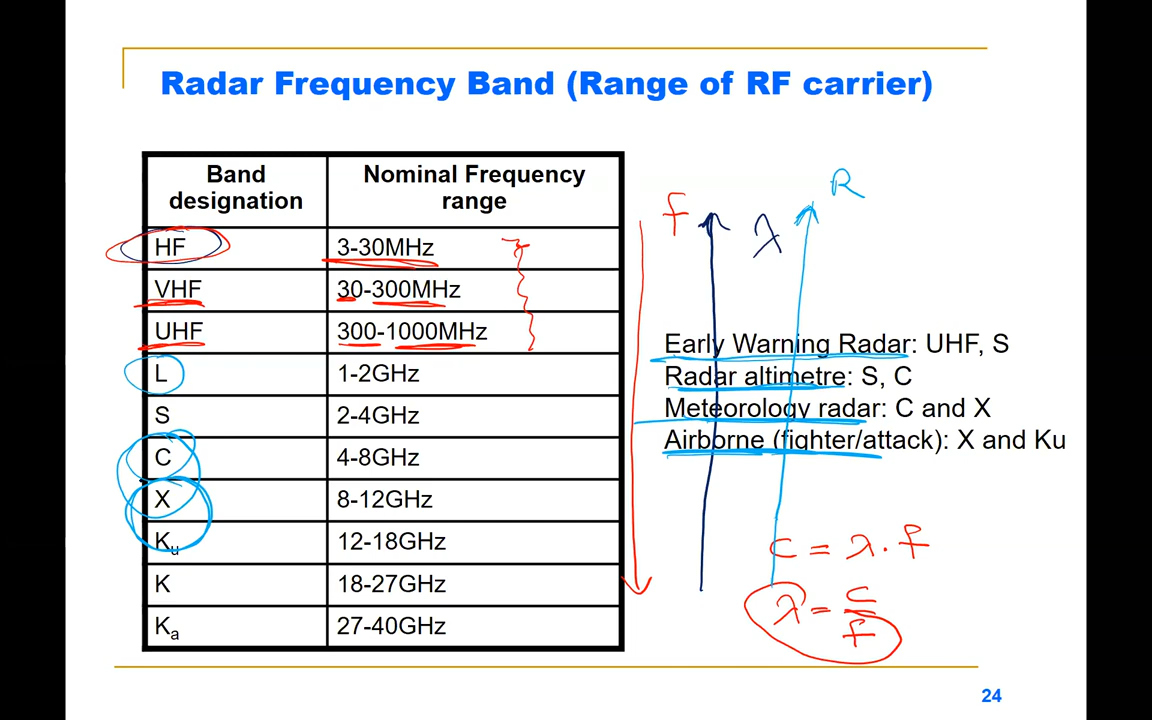 Radar Frequency Band (Range of RF carrier)
Band designation
Nominal Frequency range
HF 3-30MHz
VHF 30-300MHz
UHF 300-1000MHz
L 1-2GHz
S 2-4GHz
C 4-8GHz
X 8-12GHz
Ku 12-18GHz
K 18-27GHz
Ka 27-40GHz
f
λ
R
Early Warning Radar: UHF, S
Radar altimetre: S, C
Meteorology radar: C and X
Airborne (fighter/attack): X and Ku
c = λ . f
λ = c/f
24